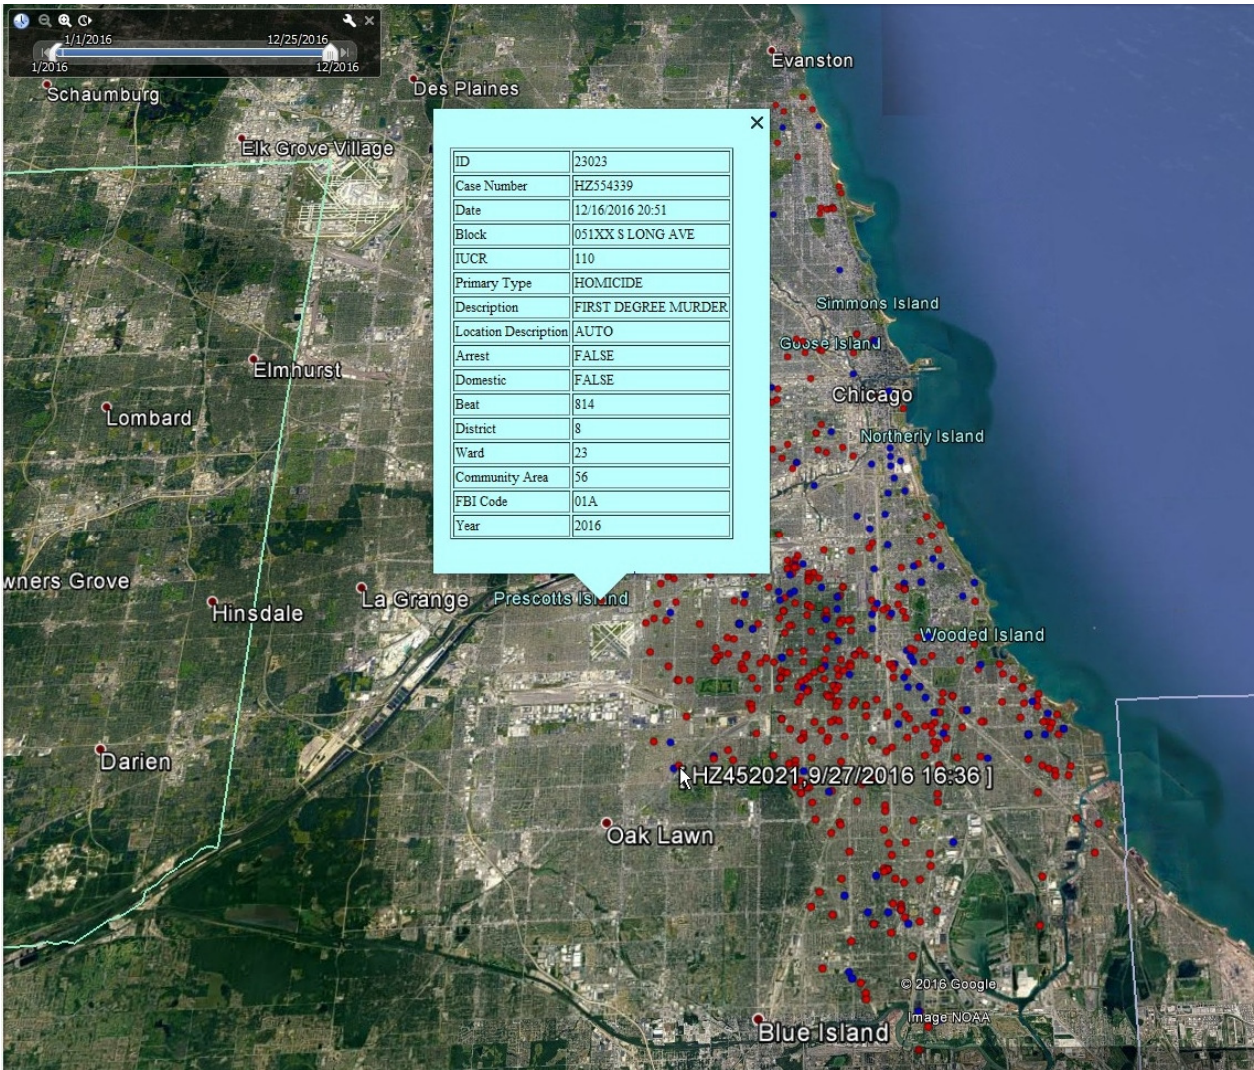 1/1/2016 12/25/2016
1/2016 12/2016
Evanston
Schaumburg
Des Plaines
Elk Grove Village
ID 23023
Case Number HZ554339
Date 12/16/2016 20:51
Block 051XX S LONG AVE
IUCR 110
Primary Type HOMICIDE
Description FIRST DEGREE MURDER
Location Description AUTO
Arrest FALSE
Domestic FALSE
Beat 814
District 8
Ward 23
Community Area 56
FBI Code 01A
Year 2016
Simmons Island
Goose Island
Elmhurst
Chicago
Lombard
Northerly Island
wners Grove
La Grange
Prescotts Island
Hinsdale
Wooded Island
Darien
HZ452021,9/27/2016 16:36 ]
Oak Lawn
© 2016 Google
Image NOAA
Blue Island